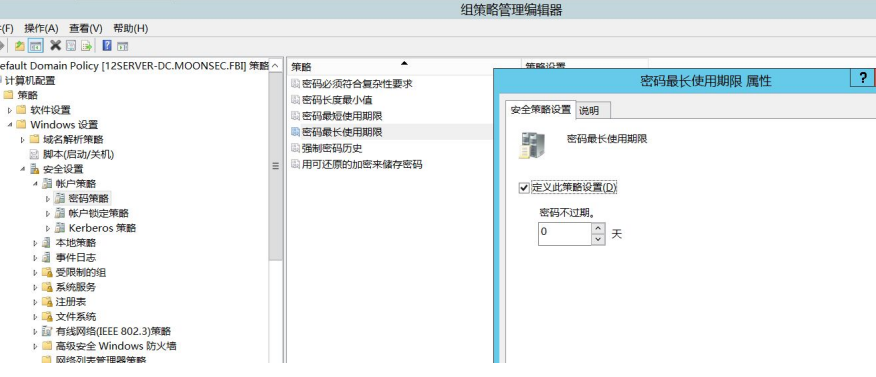 组策略管理编辑器
(F) 操作(A) 查看(V) 帮助(H)
efault Domain Policy [12SERVER-DC.MOONSEC.FBI] 策略
计算机配置
策略
软件设置
Windows 设置
域名解析策略
脚本(启动/关机)
安全设置
帐户策略
密码策略
帐户锁定策略
Kerberos 策略
本地策略
事件日志
受限制的组
系统服务
注册表
文件系统
有线网络(IEEE 802.3)策略
高级安全 Windows 防火墙
网络列表管理器策略
策略
策略设置
密码必须符合复杂性要求
密码长度最小值
密码最短使用期限
密码最长使用期限
强制密码历史
用可还原的加密来储存密码
密码最长使用期限 属性
?
安全策略设置 说明
密码最长使用期限
定义此策略设置(D)
密码不过期。
0 天